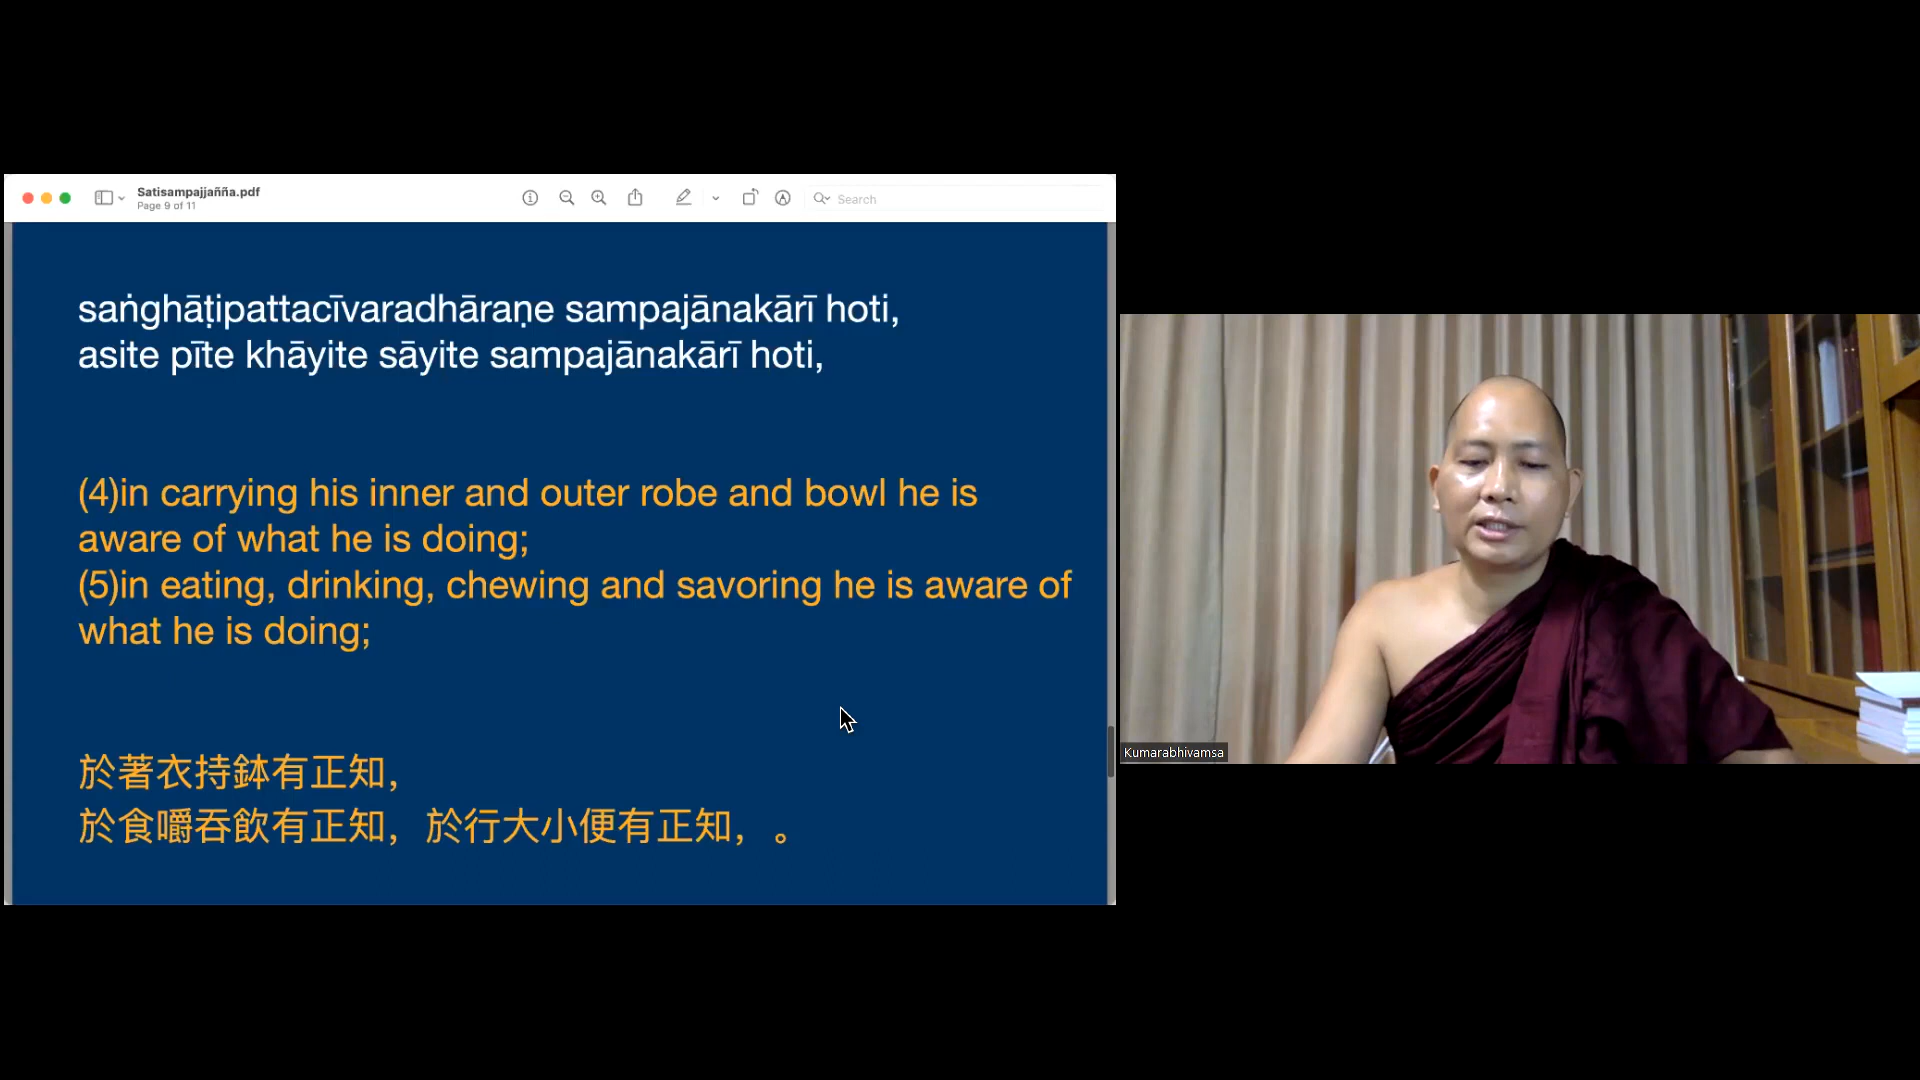 Satisampajjañña.pdf
Page 9 of 11
Search
saṅghāṭipattacīvaradhāraṇe sampajānakārī hoti,
asite pīte khāyite sāyite sampajānakārī hoti,
(4)in carrying his inner and outer robe and bowl he is
aware of what he is doing;
(5)in eating, drinking, chewing and savoring he is aware of
what he is doing;
於著衣持鉢有正知，
於食嚼吞飲有正知，於行大小便有正知，。
Kumarabhivamsa